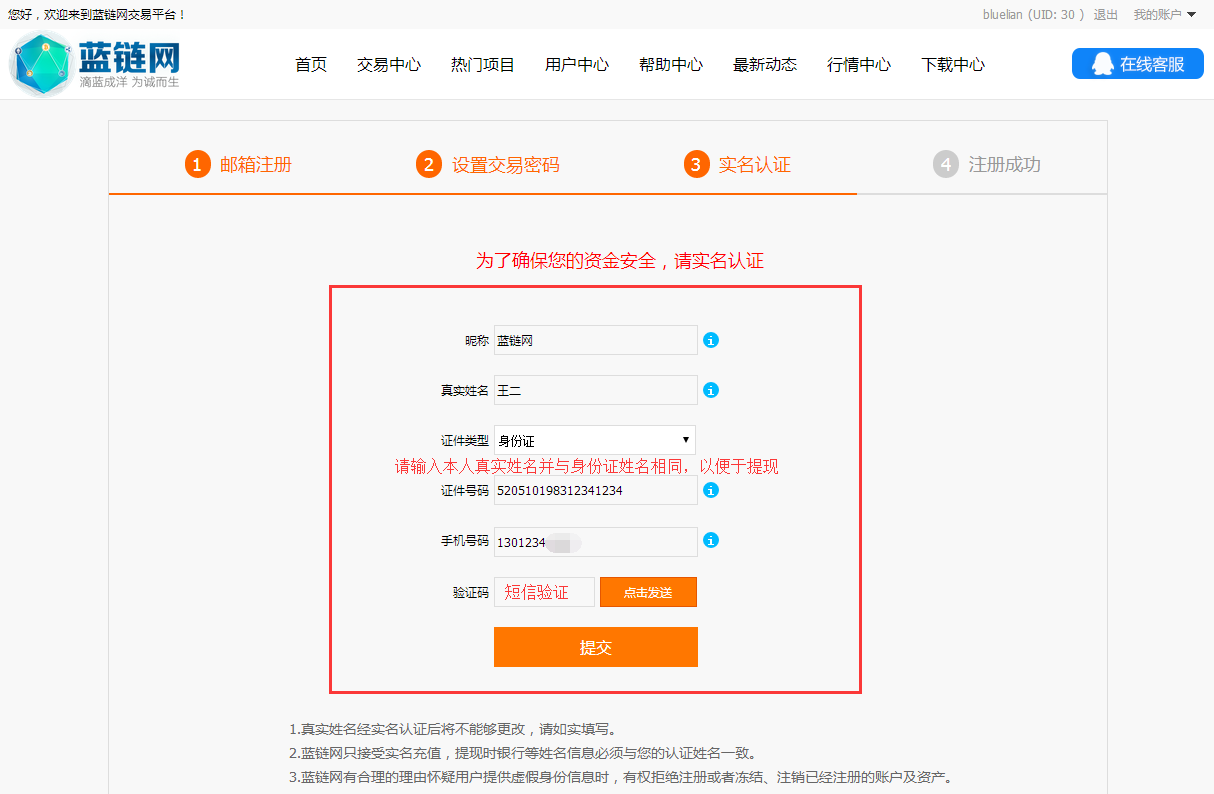 您好，欢迎来到蓝链网交易平台！
bluelian (UID: 30 ) 退出 我的账户
蓝链网
滴蓝成洋 为诚而生
首页 交易中心 热门项目 用户中心 帮助中心 最新动态 行情中心 下载中心
在线客服
1 邮箱注册 2 设置交易密码 3 实名认证 4 注册成功
为了确保您的资金安全，请实名认证
昵称 蓝链网
真实姓名 王二
证件类型 身份证
请输入本人真实姓名并与身份证姓名相同，以便于提现
证件号码 520510198312341234
手机号码 1301234
验证码 短信验证 点击发送
提交
1.真实姓名经实名认证后将不能够更改，请如实填写。
2.蓝链网只接受实名充值，提现时银行等姓名信息必须与您的认证姓名一致。
3.蓝链网有合理的理由怀疑用户提供虚假身份信息时，有权拒绝注册或者冻结、注销已经注册的账户及资产。